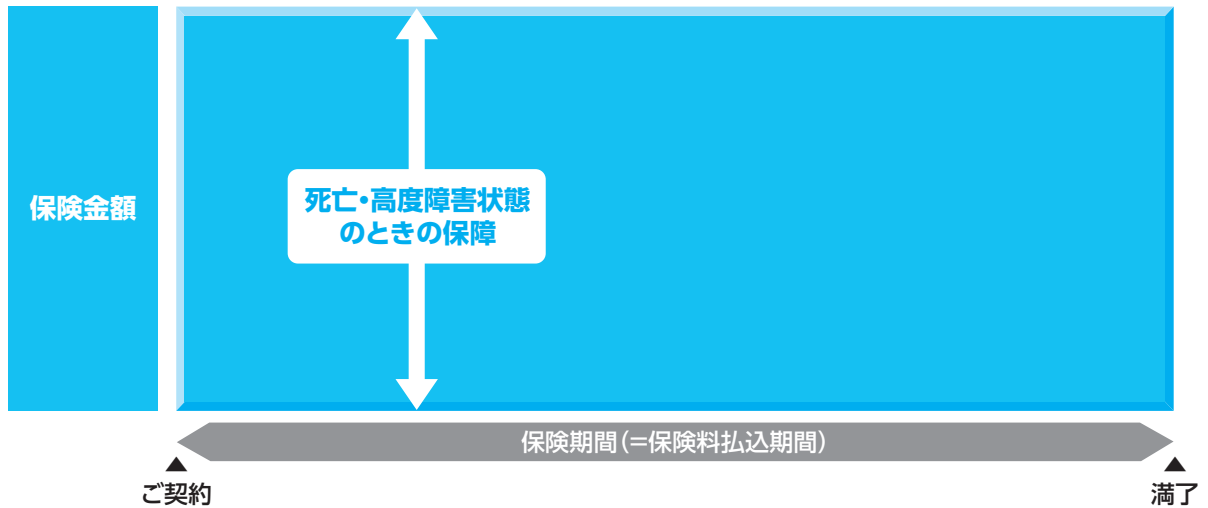 保険金額
死亡・高度障害状態
のときの保障
保険期間(=保険料払込期間)
▲
ご契約
▲
満了